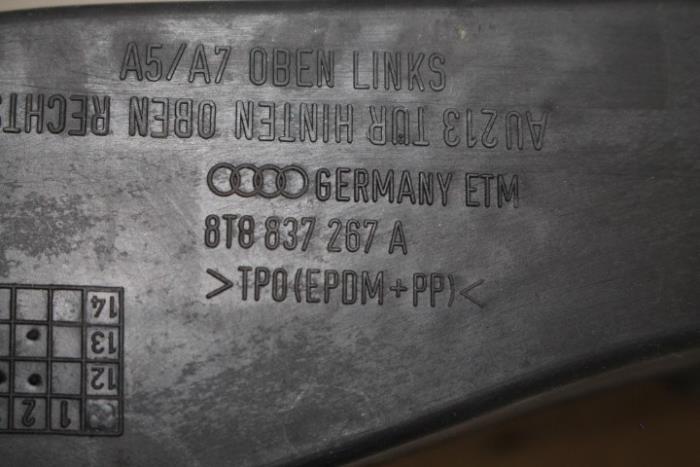 A5/A7 OBEN LINKS
AU213 TÜR HINTEN OBEN RECHTS
GERMANY ETM
8T8 837 267 A
>TPO(EPDM+PP)<
14
13
12
2 1